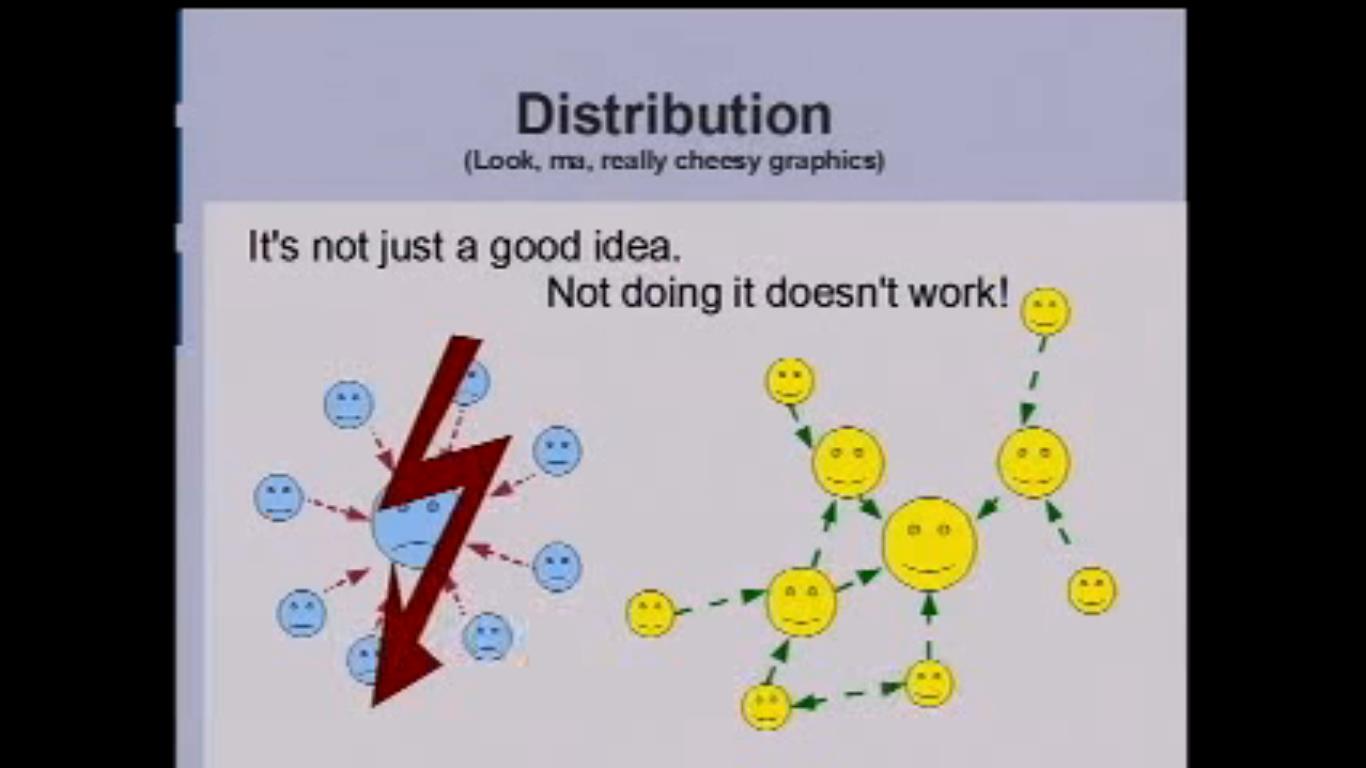 Distribution
(Look, ma, really cheesy graphics)
It's not just a good idea.
Not doing it doesn't work!